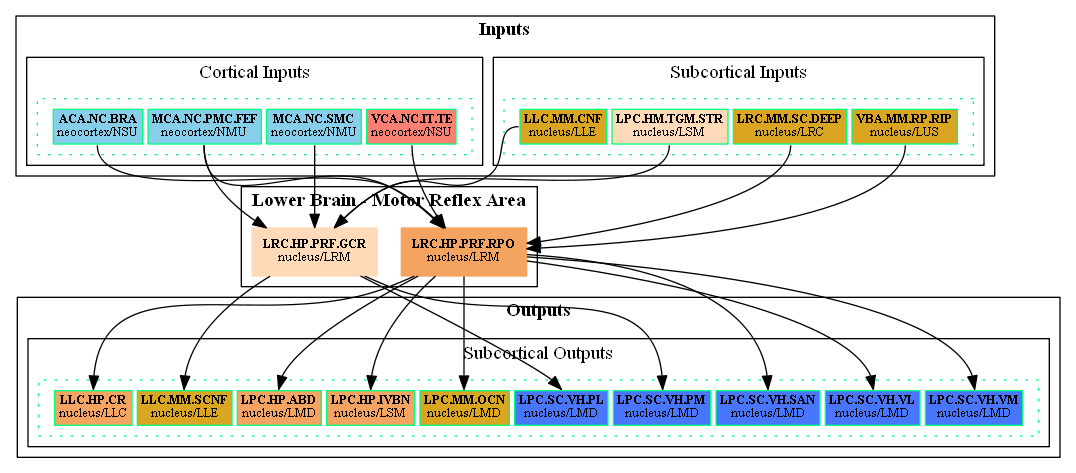 Inputs
Cortical Inputs
Subcortical Inputs
ACA.NC.BRA
neocortex/NSU
MCA.NC.PMC.FEF
neocortex/NMU
MCA.NC.SMC
neocortex/NMU
VCA.NC.IT.TE
neocortex/NSU
LLC.MM.CNF
nucleus/LLE
LPC.HM.TGM.STR
nucleus/LSM
LRC.MM.SC.DEEP
nucleus/LRC
VBA.MM.RP.RIP
nucleus/LUS
Lower Brain - Motor Reflex Area
LRC.HP.PRF.GCR
nucleus/LRM
LRC.HP.PRF.RPO
nucleus/LRM
Outputs
Subcortical Outputs
LLC.HP.CR
nucleus/LLC
LLC.MM.SCNF
nucleus/LLE
LPC.HP.ABD
nucleus/LMD
LPC.HP.IVBN
nucleus/LSM
LPC.MM.OCN
nucleus/LMD
LPC.SC.VH.PL
nucleus/LMD
LPC.SC.VH.PM
nucleus/LMD
LPC.SC.VH.SAN
nucleus/LMD
LPC.SC.VH.VL
nucleus/LMD
LPC.SC.VH.VM
nucleus/LMD